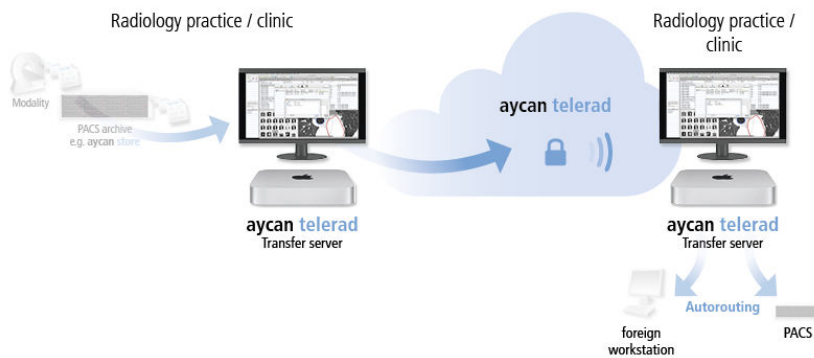 Radiology practice / clinic
Modality
PACS archive
e.g. aycan store
aycan telerad
Transfer server
aycan telerad
Radiology practice /
clinic
aycan telerad
Transfer server
Autorouting
foreign
workstation
PACS